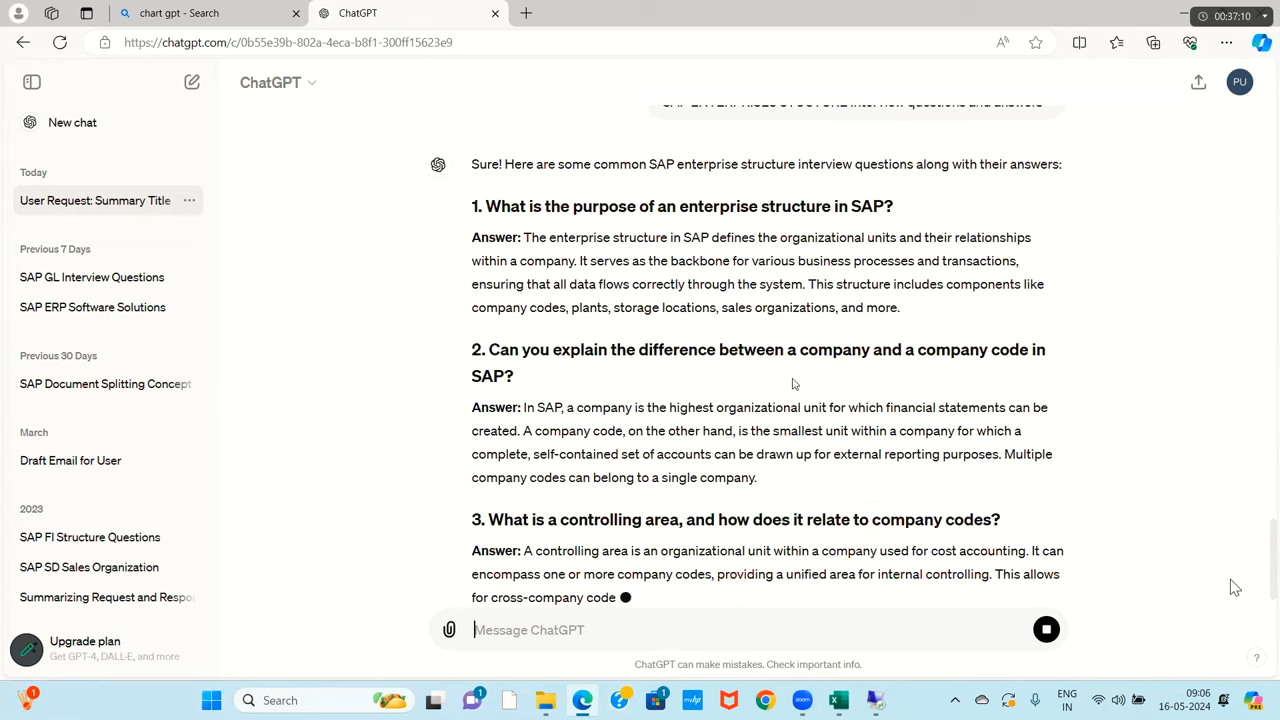 chart gpt - Search
ChatGPT
00:37:10
https://chatgpt.com/c/0b55e39b-802a-4eca-b8f1-300ff15623e9
ChatGPT
PU
New chat
Today
User Request: Summary Title
Previous 7 Days
SAP GL Interview Questions
SAP ERP Software Solutions
Previous 30 Days
SAP Document Splitting Concept
March
Draft Email for User
2023
SAP FI Structure Questions
SAP SD Sales Organization
Summarizing Request and Respo
Upgrade plan
Get GPT-4, DALL·E, and more
SAP ENTERPRISES STRUCTURE interview questions and answers
Sure! Here are some common SAP enterprise structure interview questions along with their answers:
1. What is the purpose of an enterprise structure in SAP?
Answer: The enterprise structure in SAP defines the organizational units and their relationships
within a company. It serves as the backbone for various business processes and transactions,
ensuring that all data flows correctly through the system. This structure includes components like
company codes, plants, storage locations, sales organizations, and more.
2. Can you explain the difference between a company and a company code in
SAP?
Answer: In SAP, a company is the highest organizational unit for which financial statements can be
created. A company code, on the other hand, is the smallest unit within a company for which a
complete, self-contained set of accounts can be drawn up for external reporting purposes. Multiple
company codes can belong to a single company.
3. What is a controlling area, and how does it relate to company codes?
Answer: A controlling area is an organizational unit within a company used for cost accounting. It can
encompass one or more company codes, providing a unified area for internal controlling. This allows
for cross-company code
Message ChatGPT
ChatGPT can make mistakes. Check important info.
?
1
Search
1
1
zoom
ENG
IN
09:06
16-05-2024
PRE